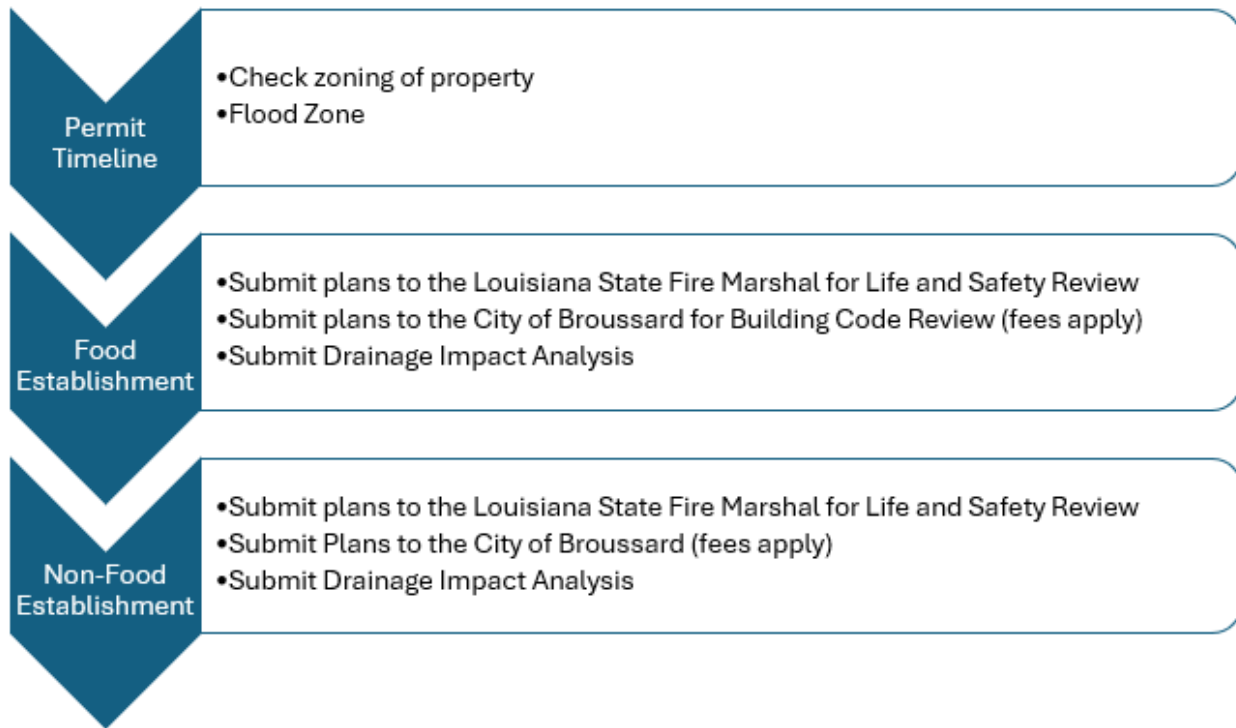 Permit
Timeline
•Check zoning of property
•Flood Zone
Food
Establishment
•Submit plans to the Louisiana State Fire Marshal for Life and Safety Review
•Submit plans to the City of Broussard for Building Code Review (fees apply)
•Submit Drainage Impact Analysis
Non-Food
Establishment
•Submit plans to the Louisiana State Fire Marshal for Life and Safety Review
•Submit Plans to the City of Broussard (fees apply)
•Submit Drainage Impact Analysis